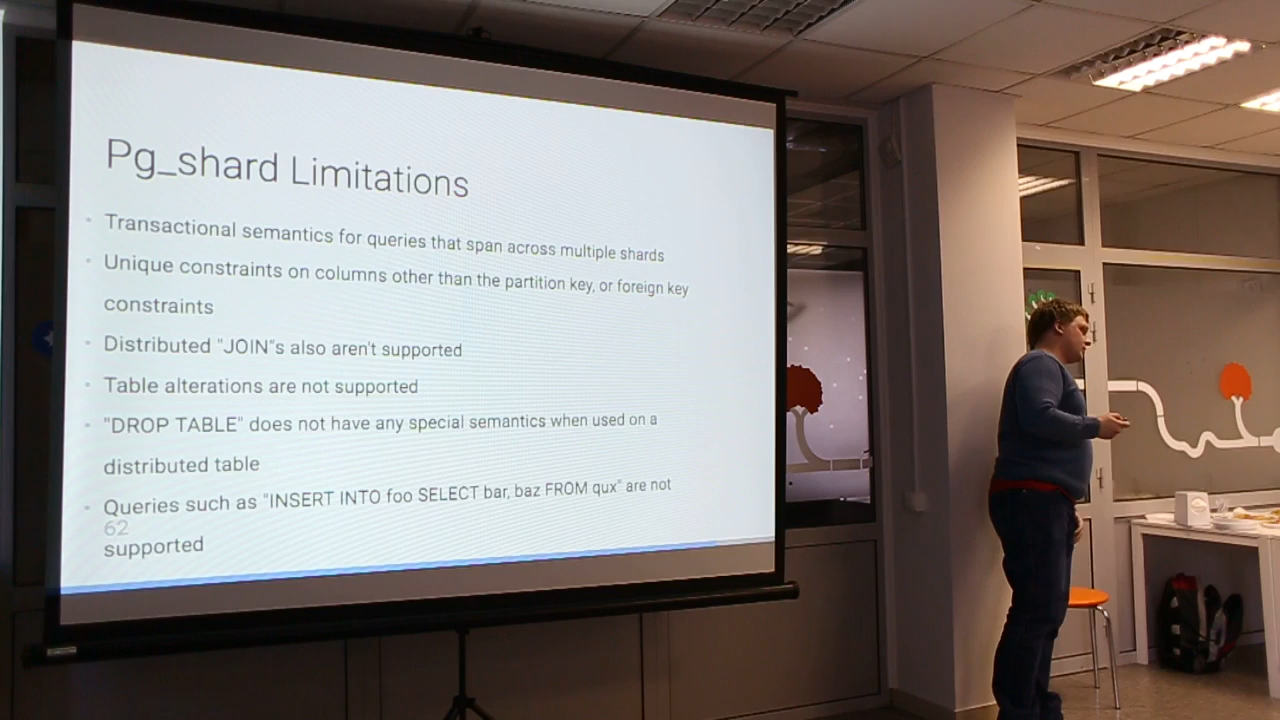 Pg_shard Limitations
Transactional semantics for queries that span across multiple shards
Unique constraints on columns other than the partition key, or foreign key
constraints
Distributed "JOIN"s also aren't supported
Table alterations are not supported
"DROP TABLE" does not have any special semantics when used on a
distributed table
Queries such as "INSERT INTO foo SELECT bar, baz FROM qux" are not
62
supported